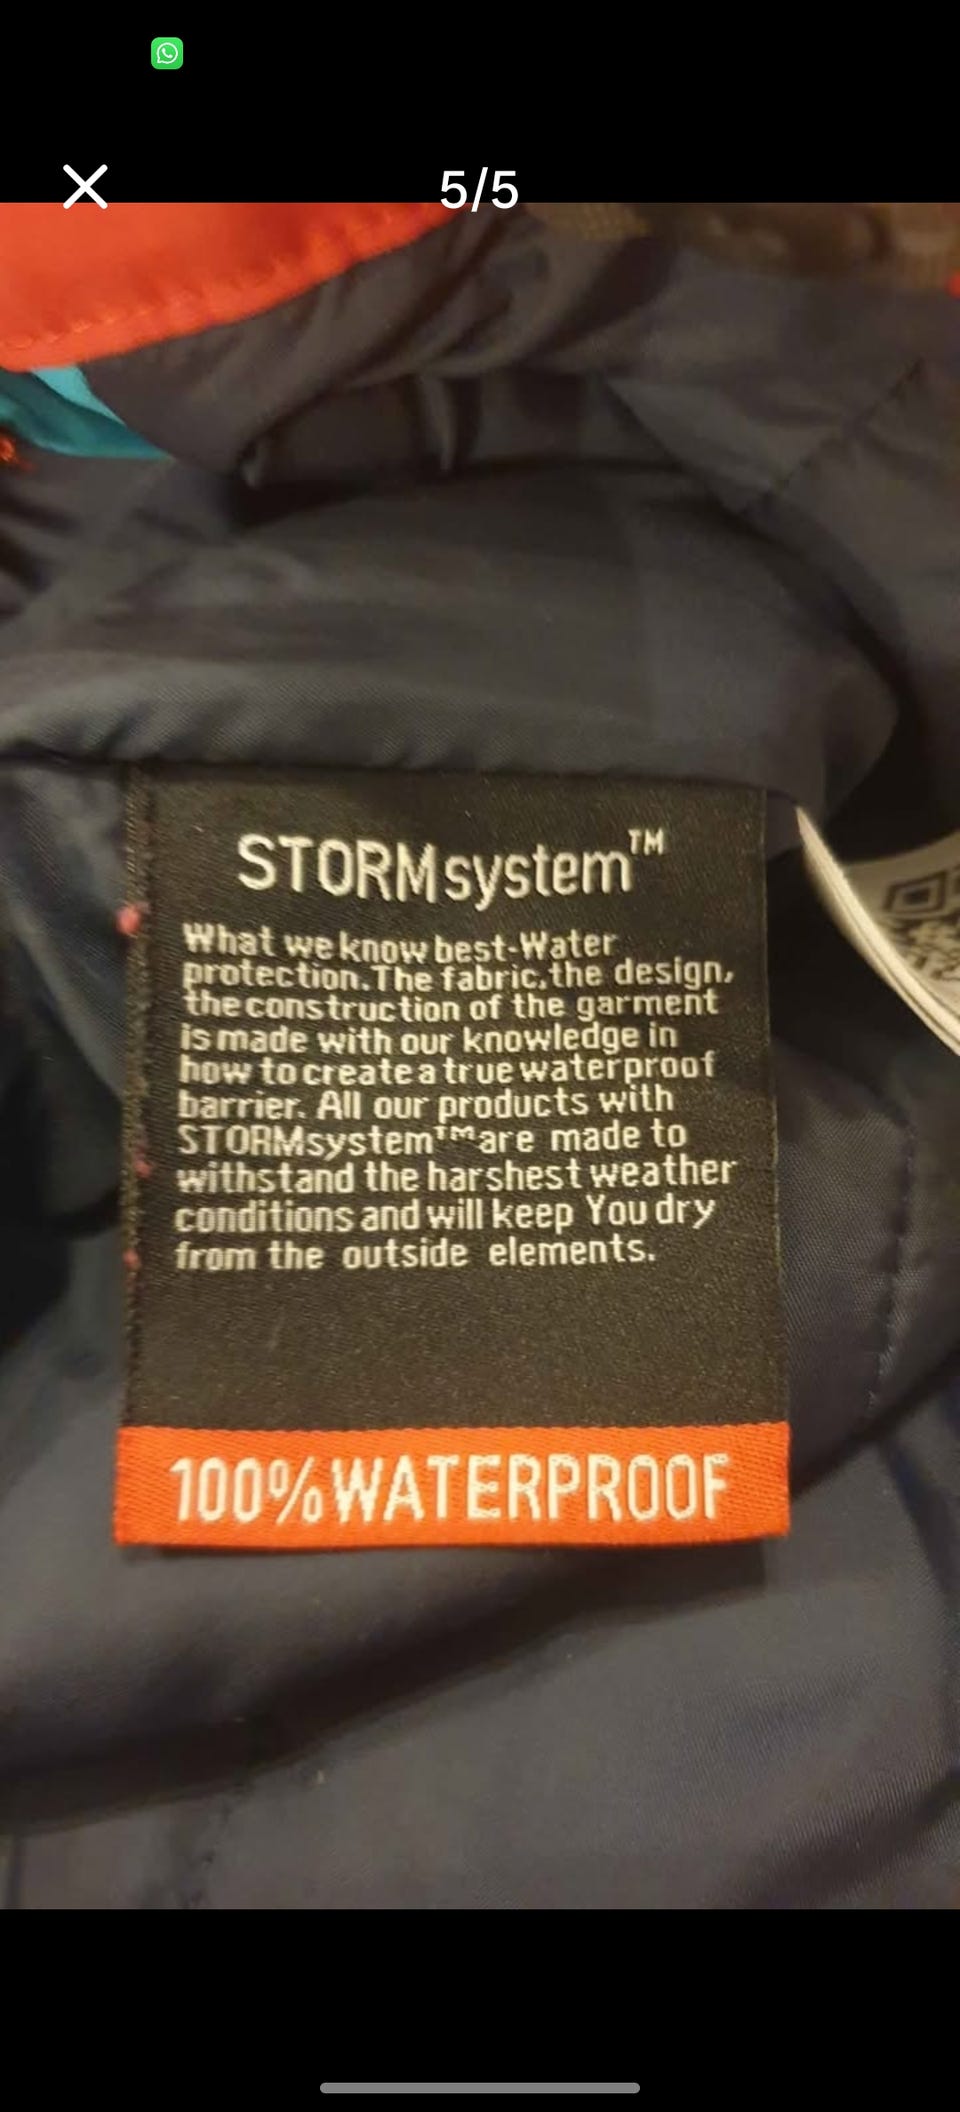 5/5
STORMsystem™
What we know best-Water
protection.The fabric.the design,
the construction of the garment
is made with our knowledge in
how to create a true waterproof
barrier. All our products with
STORMsystem™are made to
withstand the harshest weather
conditions and will keep You dry
from the outside elements.
100% WATERPROOF